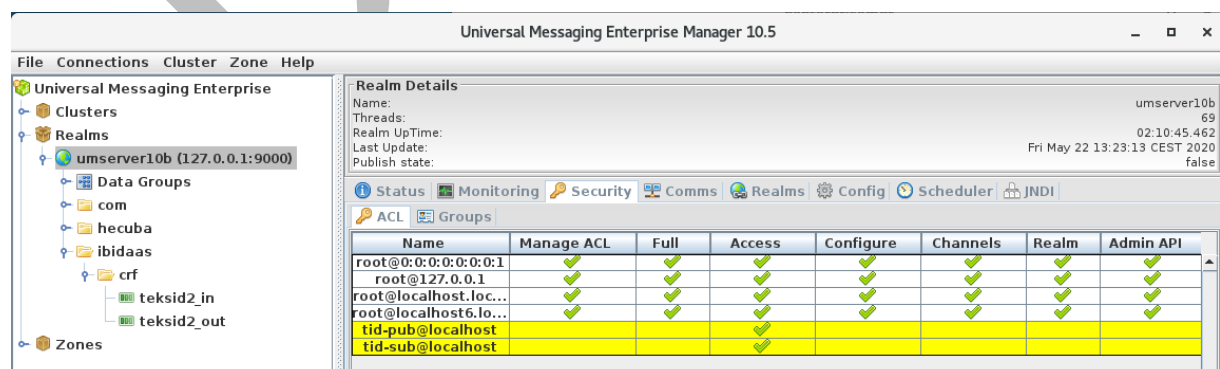 Universal Messaging Enterprise Manager 10.5
File Connections Cluster Zone Help
Universal Messaging Enterprise
Clusters
Realms
umserver10b (127.0.0.1:9000)
Data Groups
com
hecuba
ibidaas
crf
teksid2_in
teksid2_out
Zones
Realm Details
Name: umserver10b
Threads: 69
Realm UpTime: 02:10:45.462
Last Update: Fri May 22 13:23:13 CEST 2020
Publish state: false
Status Monitoring Security Comms Realms Config Scheduler JNDI
ACL Groups
Name Manage ACL Full Access Configure Channels Realm Admin API
root@0:0:0:0:0:0:0:1
root@127.0.0.1
root@localhost.loc...
root@localhost6.lo...
tid-pub@localhost
tid-sub@localhost